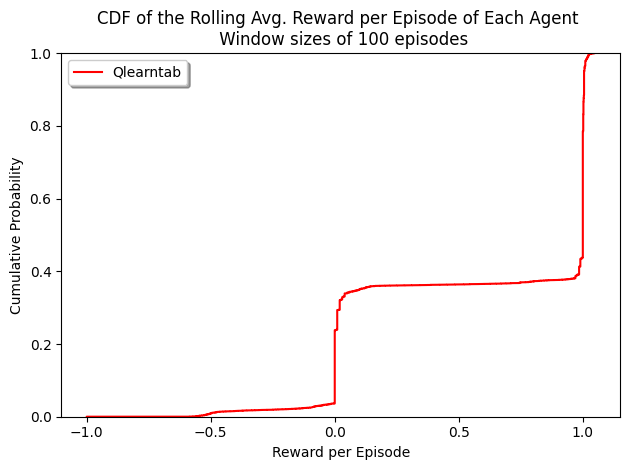 CDF of the Rolling Avg. Reward per Episode of Each Agent
Window sizes of 100 episodes
Qlearntab
1.0
0.8
0.6
0.4
0.2
0.0
Cumulative Probability
−1.0 −0.5 0.0 0.5 1.0
Reward per Episode